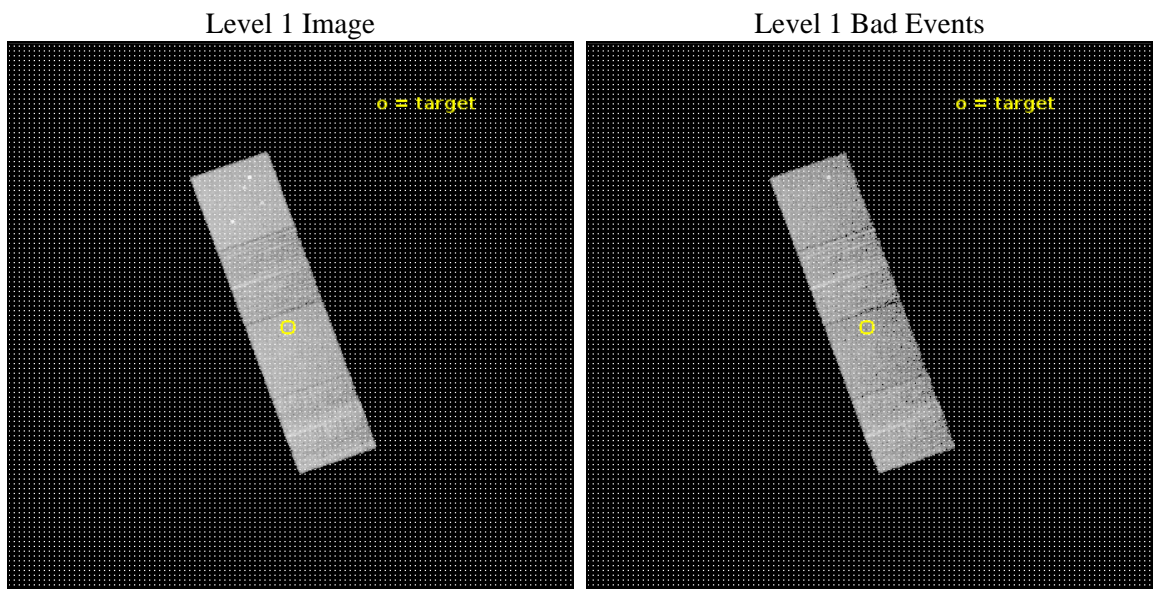 Level 1 Image
Level 1 Bad Events
o = target
o = target